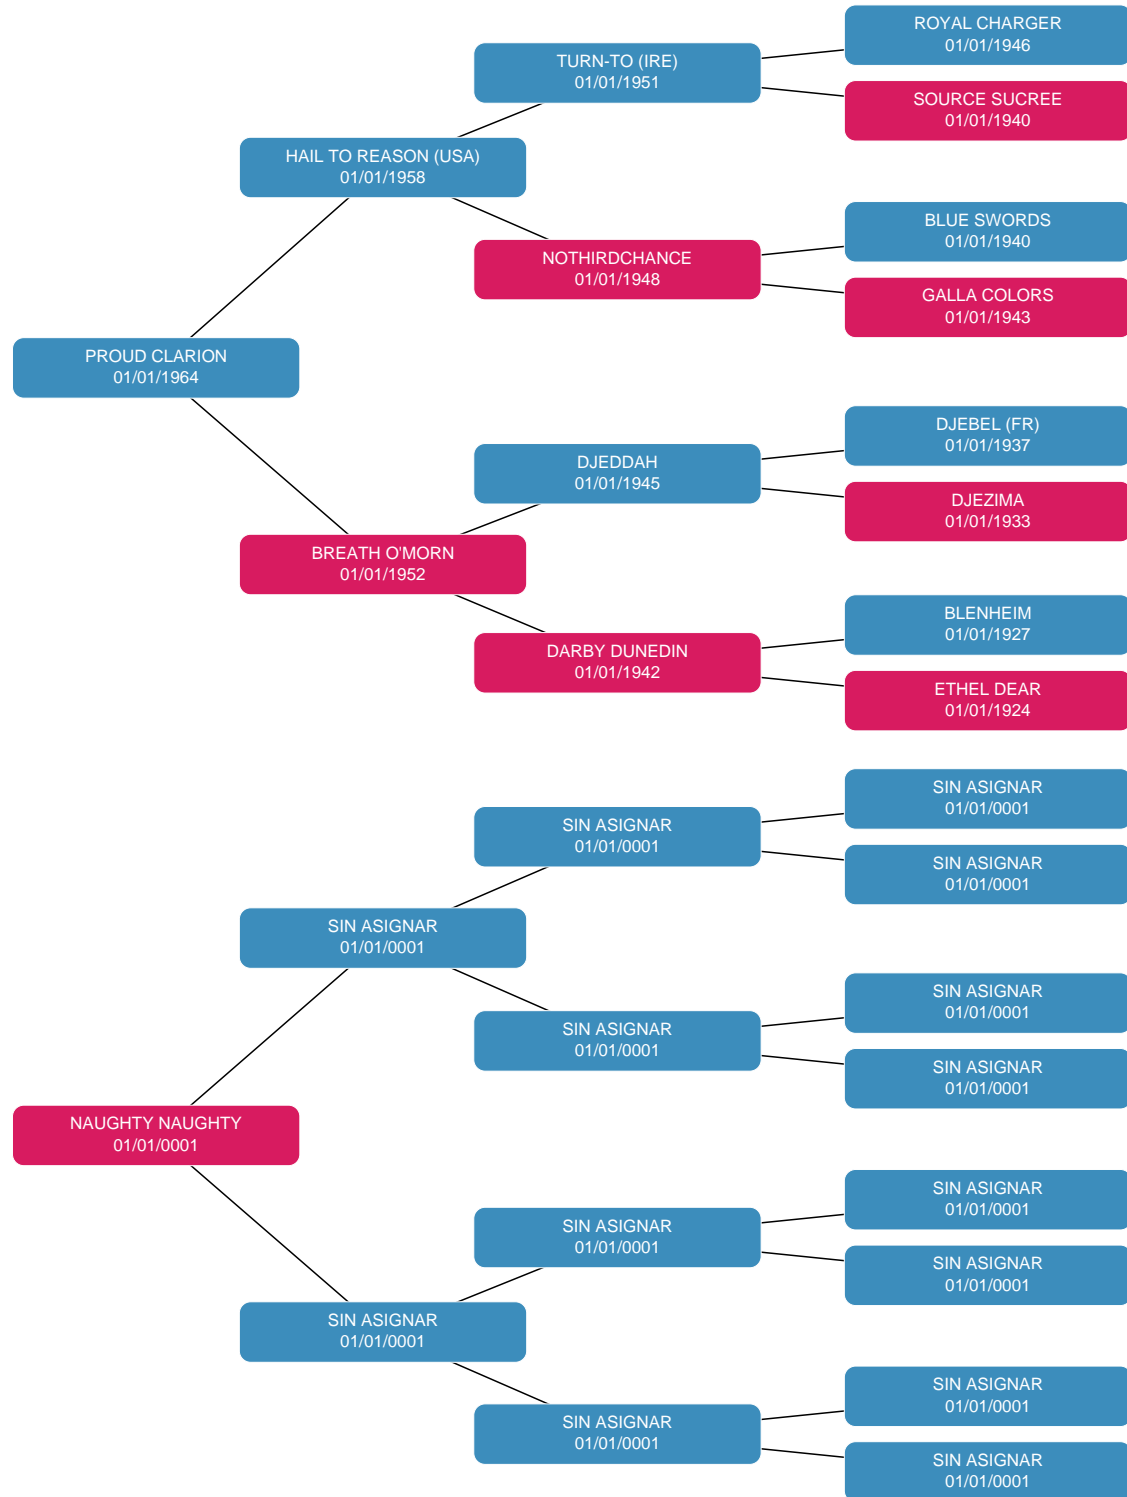 ROYAL CHARGER
01/01/1946
TURN-TO (IRE)
01/01/1951
SOURCE SUCREE
01/01/1940
HAIL TO REASON (USA)
01/01/1958
BLUE SWORDS
01/01/1940
NOTHIRDCHANCE
01/01/1948
GALLA COLORS
01/01/1943
PROUD CLARION
01/01/1964
DJEBEL (FR)
01/01/1937
DJEDDAH
01/01/1945
DJEZIMA
01/01/1933
BREATH O'MORN
01/01/1952
BLENHEIM
01/01/1927
DARBY DUNEDIN
01/01/1942
ETHEL DEAR
01/01/1924
SIN ASIGNAR
01/01/0001
SIN ASIGNAR
01/01/0001
SIN ASIGNAR
01/01/0001
SIN ASIGNAR
01/01/0001
SIN ASIGNAR
01/01/0001
SIN ASIGNAR
01/01/0001
SIN ASIGNAR
01/01/0001
NAUGHTY NAUGHTY
01/01/0001
SIN ASIGNAR
01/01/0001
SIN ASIGNAR
01/01/0001
SIN ASIGNAR
01/01/0001
SIN ASIGNAR
01/01/0001
SIN ASIGNAR
01/01/0001
SIN ASIGNAR
01/01/0001
SIN ASIGNAR
01/01/0001